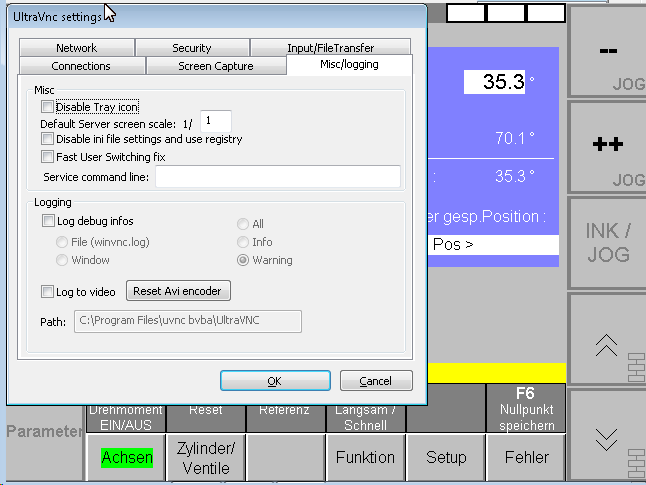 UltraVnc settings
Network Security Input/FileTransfer
Connections Screen Capture Misc/logging
Misc
Disable Tray icon
Default Server screen scale: 1/ 1
Disable ini file settings and use registry
Fast User Switching fix
Service command line:
Logging
Log debug infos
All
File (winvnc.log)
Info
Window
Warning
Log to video Reset Avi encoder
Path: C:\Program Files\uvnc bvba\UltraVNC
OK Cancel
35.3 °
70.1 °
: 35.3 °
er gesp.Position :
Pos >
--
JOG
++
JOG
INK /
JOG
Parameter
Drehmoment
EIN/AUS
Reset
Referenz
Langsam /
Schnell
F6
Nullpunkt
speichern
Achsen
Zylinder/
Ventile
Funktion
Setup
Fehler